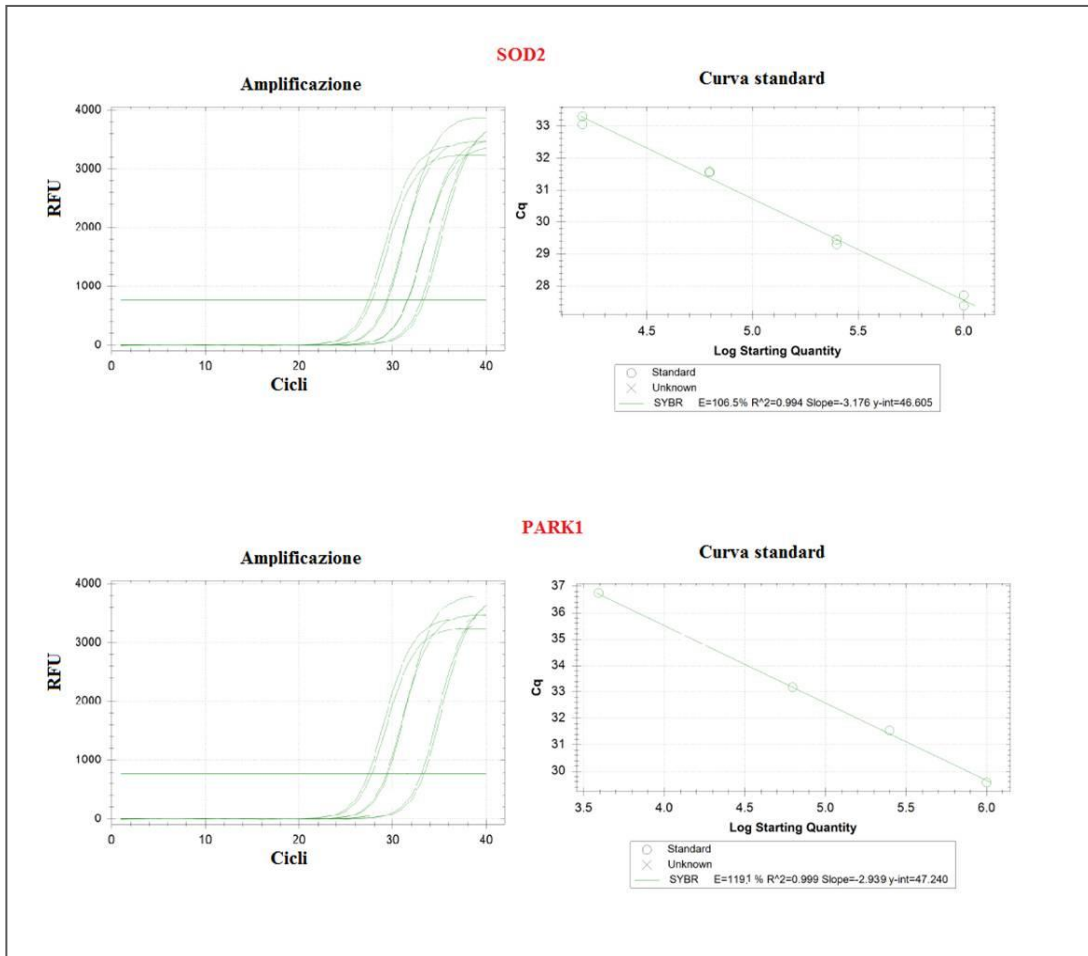 SOD2
Amplificazione
Curva standard
4000
3000
2000
1000
0
RFU
0 10 20 30 40
Cicli
33
32
31
30
29
28
Cq
4.5 5.0 5.5 6.0
Log Starting Quantity
Standard
Unknown
SYBR E=106.5% R^2=0.994 Slope=-3.176 y-int=46.605
PARK1
Amplificazione
Curva standard
4000
3000
2000
1000
0
RFU
0 10 20 30 40
Cicli
37
36
35
34
33
32
31
30
Cq
3.5 4.0 4.5 5.0 5.5 6.0
Log Starting Quantity
Standard
Unknown
SYBR E=119,1 % R^2=0.999 Slope=-2.939 y-int=47.240